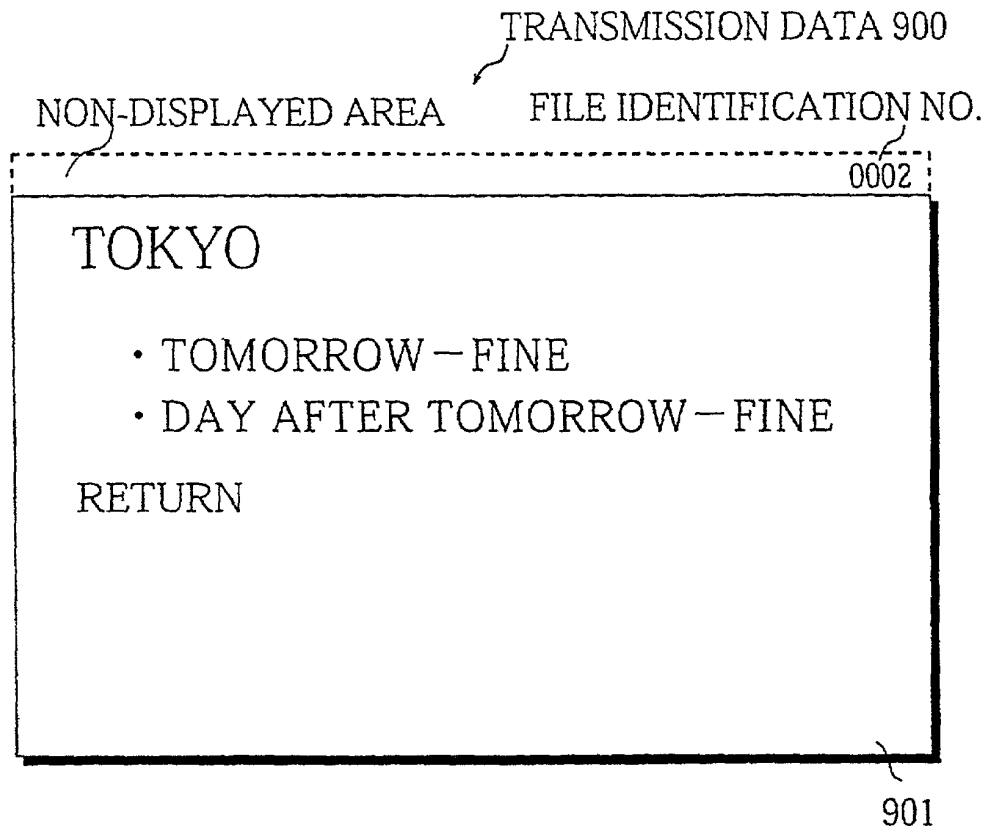 TRANSMISSION DATA 900
NON-DISPLAYED AREA
FILE IDENTIFICATION NO.
0002
TOKYO
・TOMORROW－FINE
・DAY AFTER TOMORROW－FINE
RETURN
901